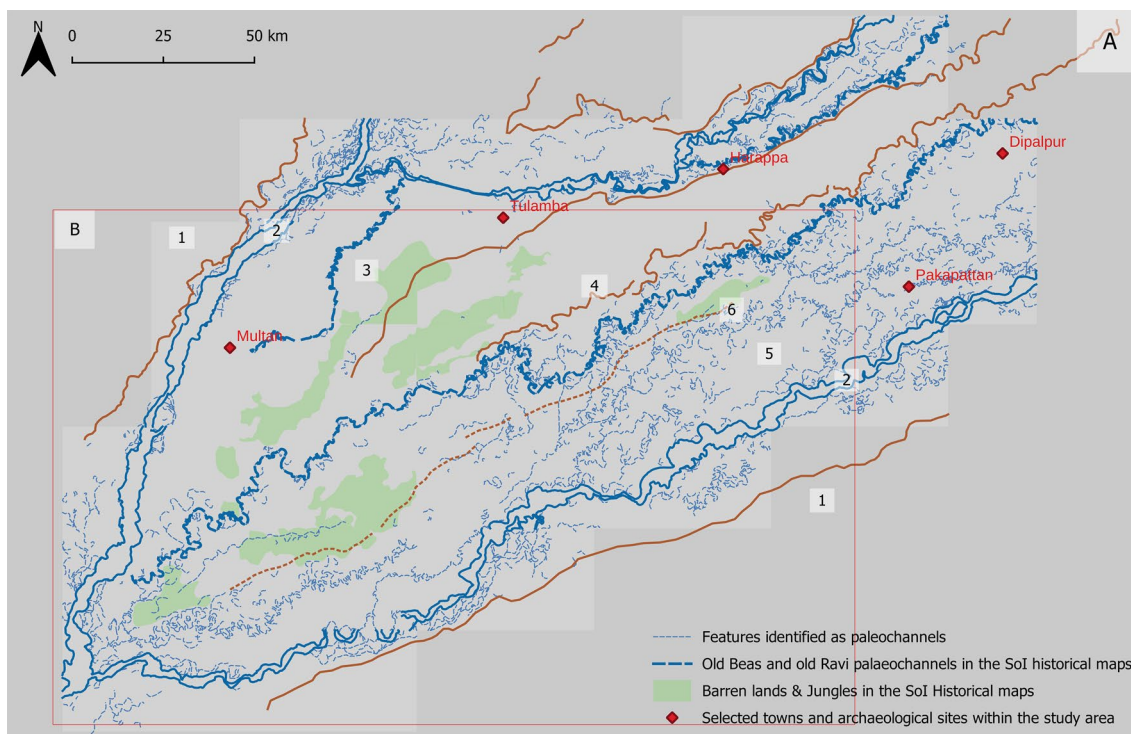 N
0 25 50 km
A
Dipalpur
Harappa
Tulamba
B
1
2
3
4
Pakapattan
6
Multan
5
2
1
Features identified as paleochannels
Old Beas and old Ravi palaeochannels in the SoI historical maps
Barren lands & Jungles in the SoI Historical maps
Selected towns and archaeological sites within the study area